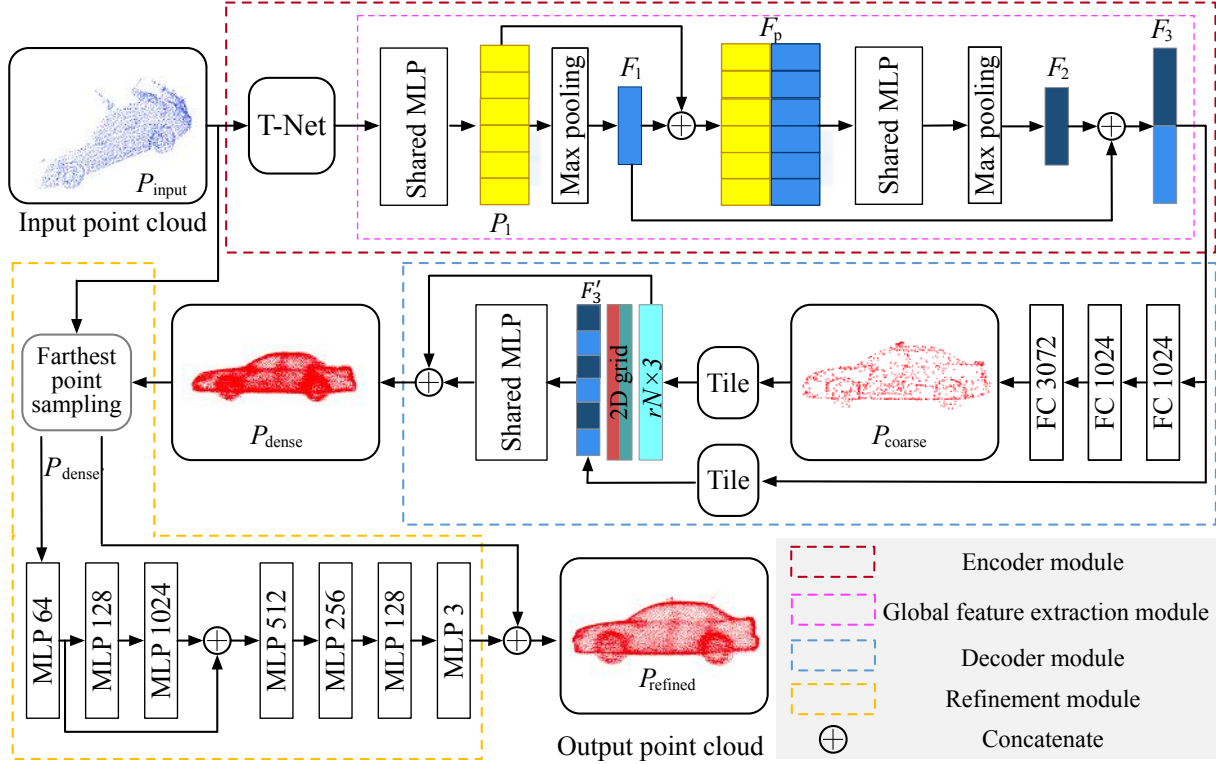 P_input
Input point cloud
T-Net
Shared MLP
P_1
Max pooling
F_1
F_p
Shared MLP
Max pooling
F_2
F_3
Farthest
point
sampling
P_dense
P_dense
Shared MLP
F_3′
2D grid
rN×3
Tile
Tile
P_coarse
FC 3072
FC 1024
FC 1024
MLP 64
MLP 128
MLP 1024
MLP 512
MLP 256
MLP 128
MLP 3
P_refined
Output point cloud
Encoder module
Global feature extraction module
Decoder module
Refinement module
Concatenate